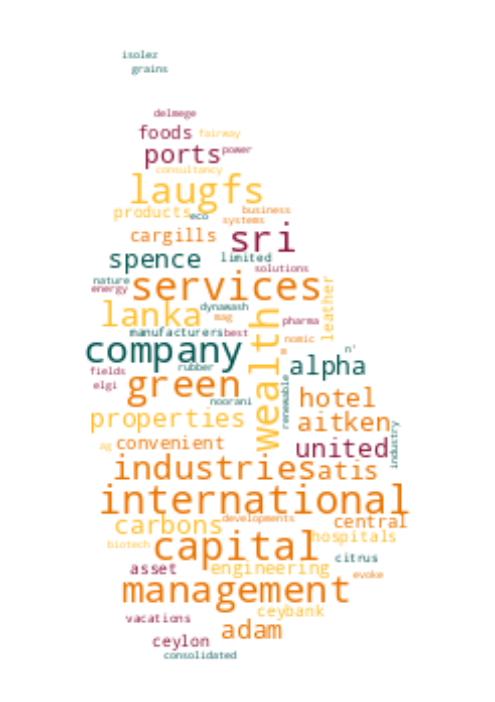 isolez
grains
delmege
foods fairway
ports power
consultancy
laugfs
products eco business
systems
cargills sri
spence limited
solutions
nature
energy services
lanka dynawash
mag leather
manufacturers best pharma
nomic
company wealth n'
fields rubber alpha
elgi green renewable
noorani hotel
properties aitken
ag convenient united industry
industries atis
international
carbons developments central
biotech capital hospitals
citrus
asset engineering evoke
management
ceybank
vacations adam
ceylon
consolidated